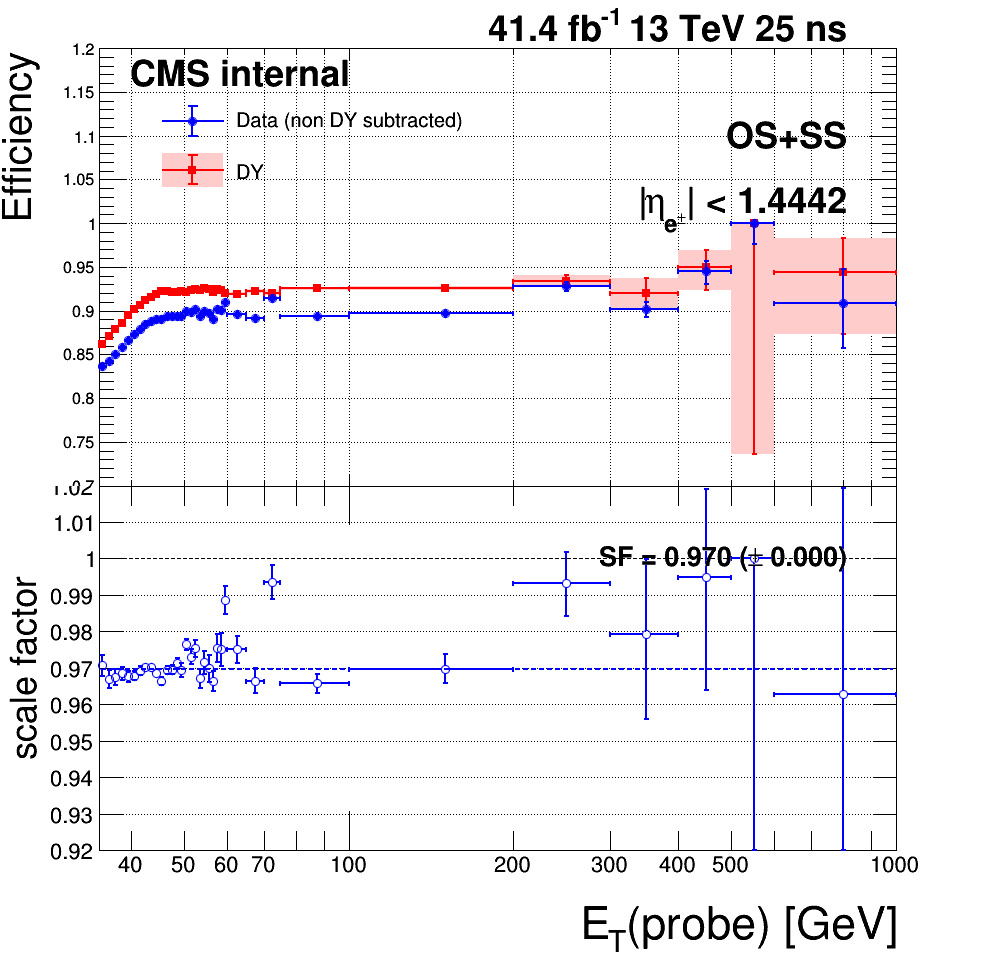 41.4 fb-1 13 TeV 25 ns
Efficiency
CMS internal
Data (non DY subtracted)
DY
OS+SS
|ηe±| < 1.4442
1.2
1.15
1.1
1.05
1
0.95
0.9
0.85
0.8
0.75
scale factor
SF = 0.970 (± 0.000)
1.02
1.01
1
0.99
0.98
0.97
0.96
0.95
0.94
0.93
0.92
40 50 60 70 100 200 300 400 500 1000
ET(probe) [GeV]